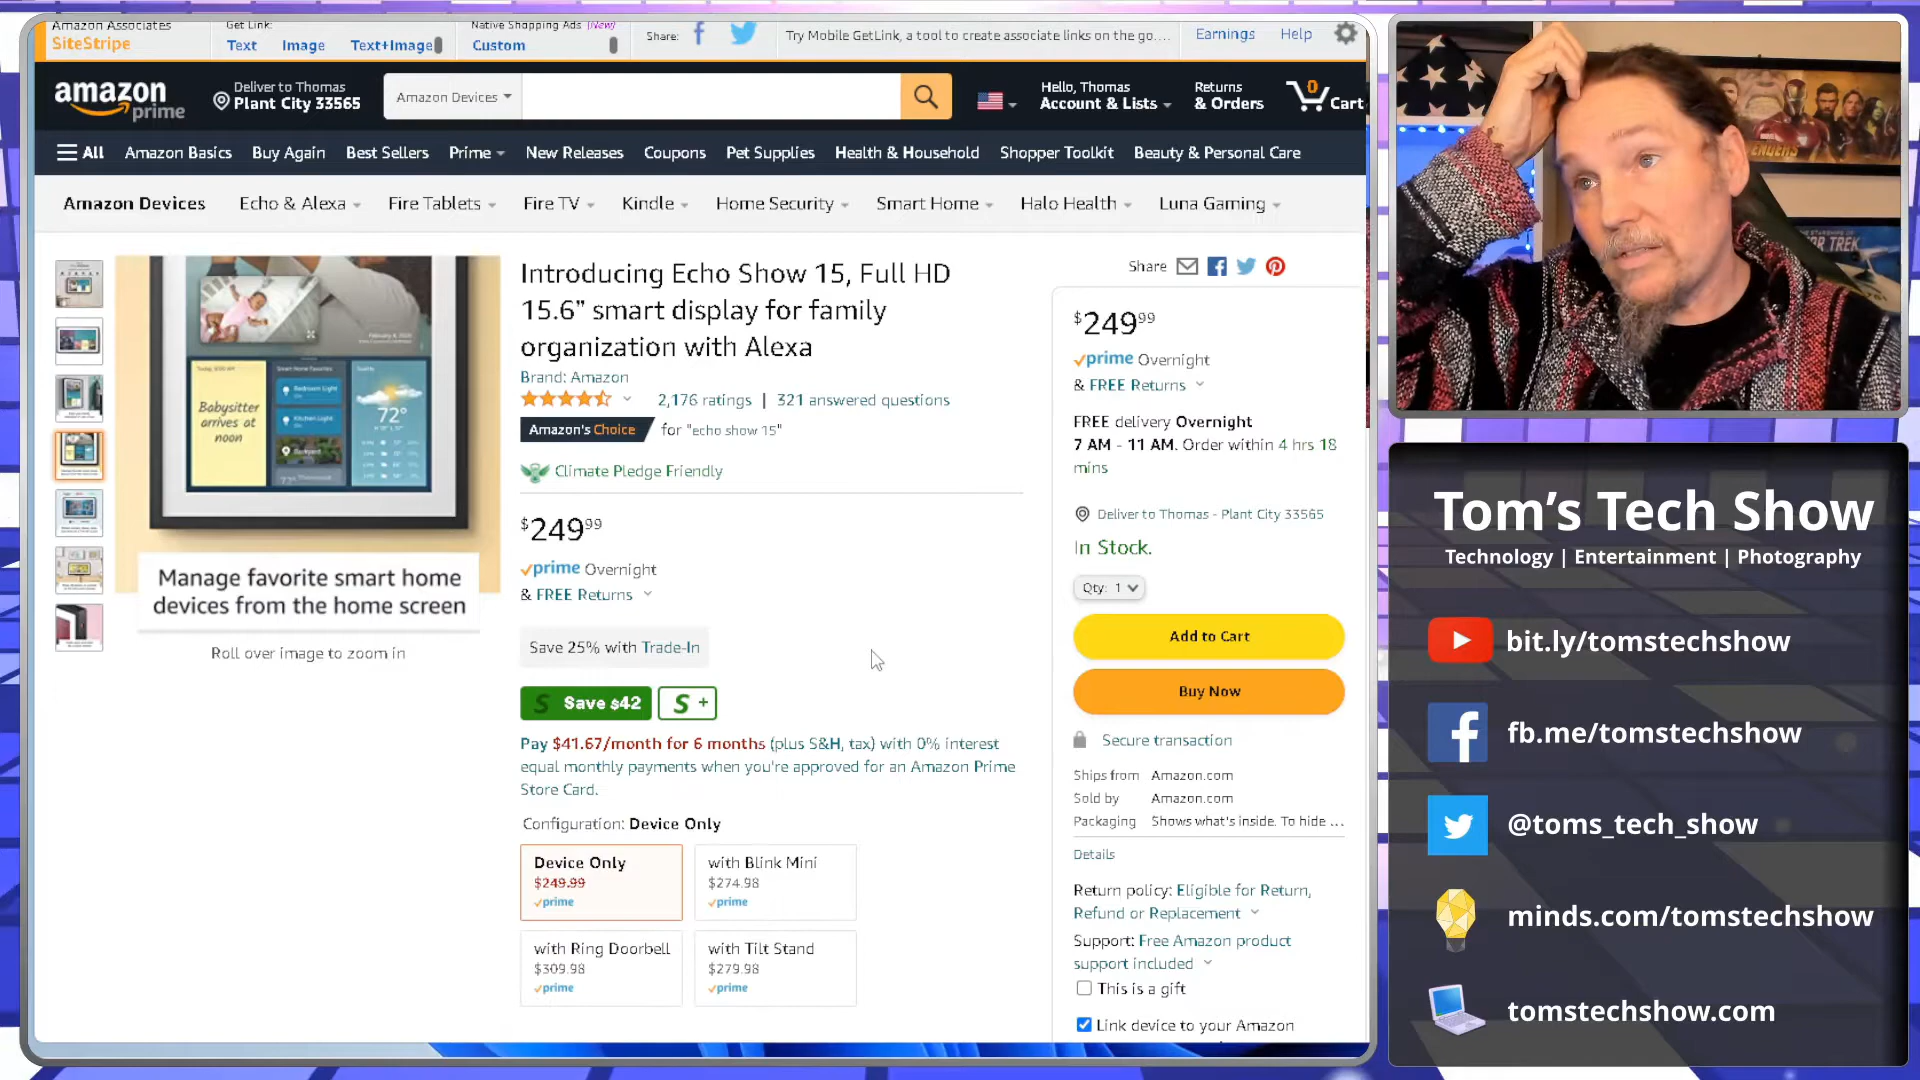 Amazon Associates
SiteStripe
Get Link:
Text Image Text+Image
Native Shopping Ads (New)
Custom
Share:
Try Mobile GetLink, a tool to create associate links on the go....
Earnings Help
amazon
prime
Deliver to Thomas
Plant City 33565
Amazon Devices
Hello, Thomas
Account & Lists
Returns
& Orders
0
Cart
All Amazon Basics Buy Again Best Sellers Prime New Releases Coupons Pet Supplies Health & Household Shopper Toolkit Beauty & Personal Care
Amazon Devices Echo & Alexa Fire Tablets Fire TV Kindle Home Security Smart Home Halo Health Luna Gaming
Babysitter
arrives at
noon
Bedroom Light
Kitchen Light
Backyard
72°
Manage favorite smart home
devices from the home screen
Roll over image to zoom in
Introducing Echo Show 15, Full HD
15.6” smart display for family
organization with Alexa
Brand: Amazon
2,176 ratings | 321 answered questions
Amazon's Choice for "echo show 15"
Climate Pledge Friendly
$249.99
prime Overnight
& FREE Returns
Save 25% with Trade-In
S Save $42 S +
Pay $41.67/month for 6 months (plus S&H, tax) with 0% interest
equal monthly payments when you're approved for an Amazon Prime
Store Card.
Configuration: Device Only
Device Only
$249.99
prime
with Blink Mini
$274.98
prime
with Ring Doorbell
$309.98
prime
with Tilt Stand
$279.98
prime
Share
$249.99
prime Overnight
& FREE Returns
FREE delivery Overnight
7 AM - 11 AM. Order within 4 hrs 18
mins
Deliver to Thomas - Plant City 33565
In Stock.
Qty: 1
Add to Cart
Buy Now
Secure transaction
Ships from Amazon.com
Sold by Amazon.com
Packaging Shows what's inside. To hide ...
Details
Return policy: Eligible for Return,
Refund or Replacement
Support: Free Amazon product
support included
This is a gift
Link device to your Amazon
AVENGERS
STAR TREK
Tom’s Tech Show
Technology | Entertainment | Photography
bit.ly/tomstechshow
fb.me/tomstechshow
@toms_tech_show
minds.com/tomstechshow
tomstechshow.com